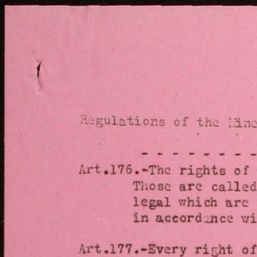 Regulations of the Mine
- - - - - - - -
Art.176.-The rights of
Those are called
legal which are
in accordance wi
Art.177.-Every right of